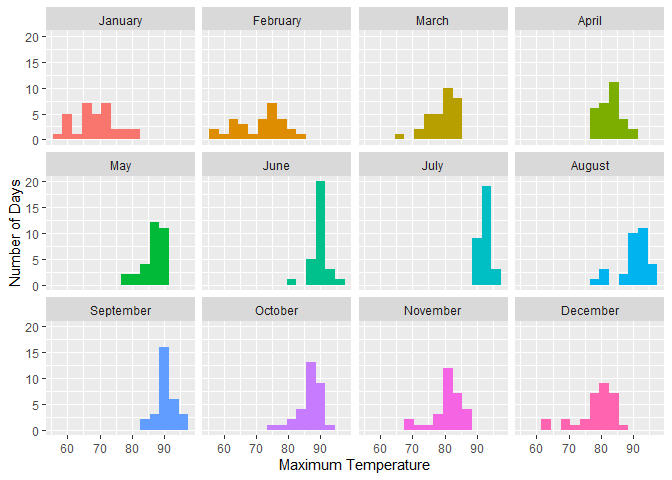 January February March April
20
15
10
5
0
May June July August
20
15
10
5
0
Number of Days
September October November December
20
15
10
5
0
60 70 80 90 60 70 80 90 60 70 80 90 60 70 80 90
Maximum Temperature